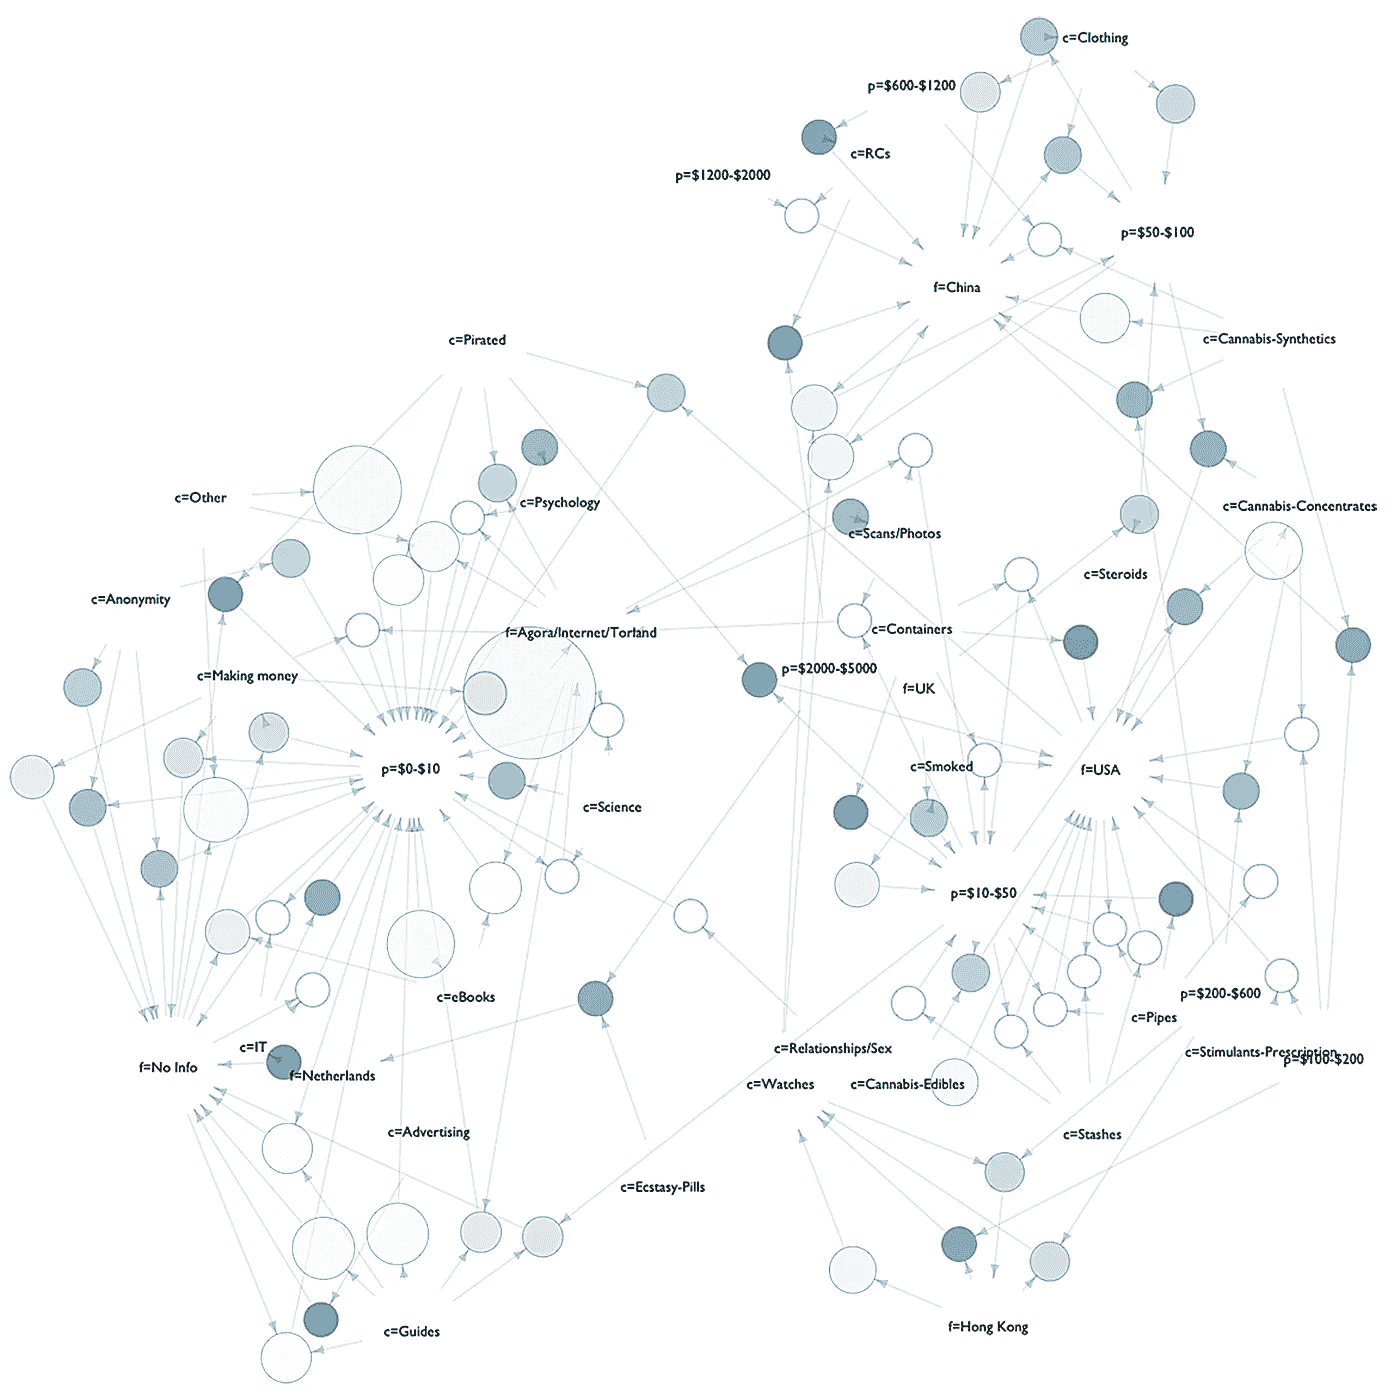 c=Clothing
p=$600-$1200
c=RCs
p=$1200-$2000
p=$50-$100
f=China
c=Pirated
c=Cannabis-Synthetics
c=Other
c=Psychology
c=Cannabis-Concentrates
c=Scans/Photos
c=Steroids
c=Anonymity
f=Agora/Internet/Torland
c=Containers
c=Making money
p=$2000-$5000
f=UK
p=$0-$10
c=Smoked
f=USA
c=Science
p=$10-$50
c=eBooks
p=$200-$600
c=Pipes
c=IT
c=Relationships/Sex
c=Stimulants-Prescription
p=$100-$200
f=No Info
f=Netherlands
c=Watches
c=Cannabis-Edibles
c=Advertising
c=Stashes
c=Ecstasy-Pills
c=Guides
f=Hong Kong